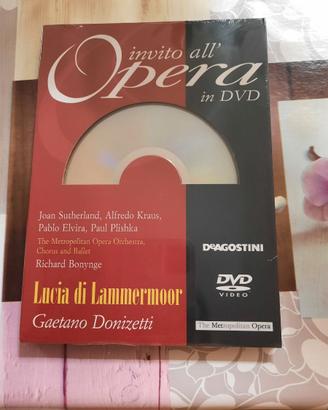 invito all'
Opera
in DVD
Joan Sutherland, Alfredo Kraus,
Pablo Elvira, Paul Plishka
The Metropolitan Opera Orchestra,
Chorus and Ballet
Richard Bonynge
DeAGOSTINI
Lucia di Lammermoor
Gaetano Donizetti
DVD
VIDEO
The Metropolitan Opera